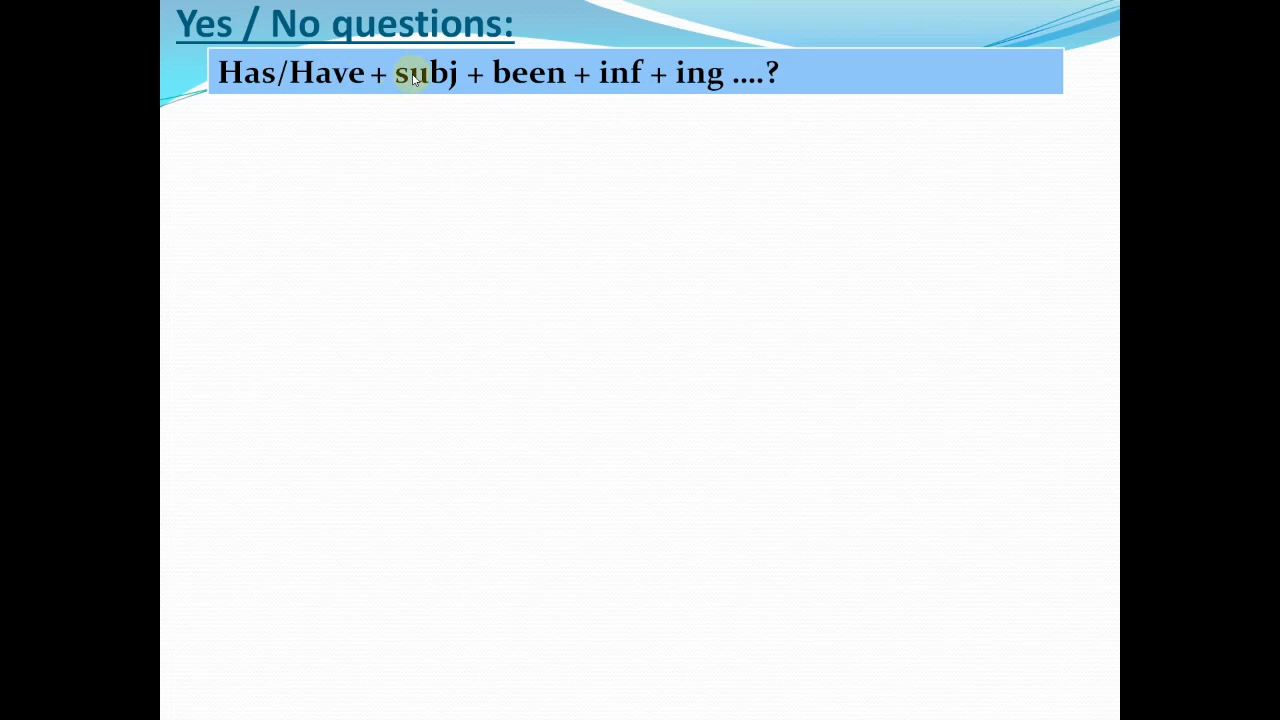 Yes / No questions:
Has/Have + subj + been + inf + ing ....?